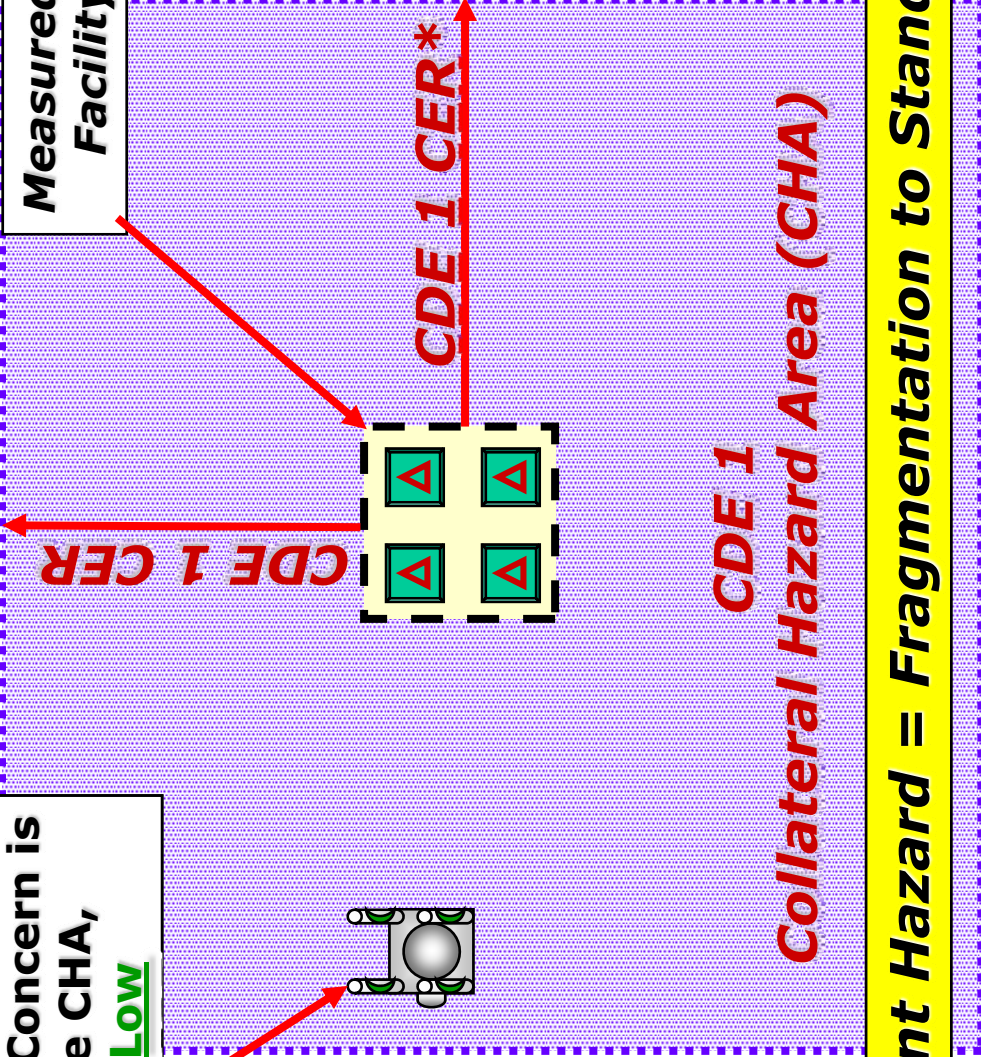 Concern is
e CHA,
Low
Measured
Facility
CDE 1 CER
CDE 1 CER*
CDE 1
Collateral Hazard Area (CHA)
nt Hazard = Fragmentation to Stan